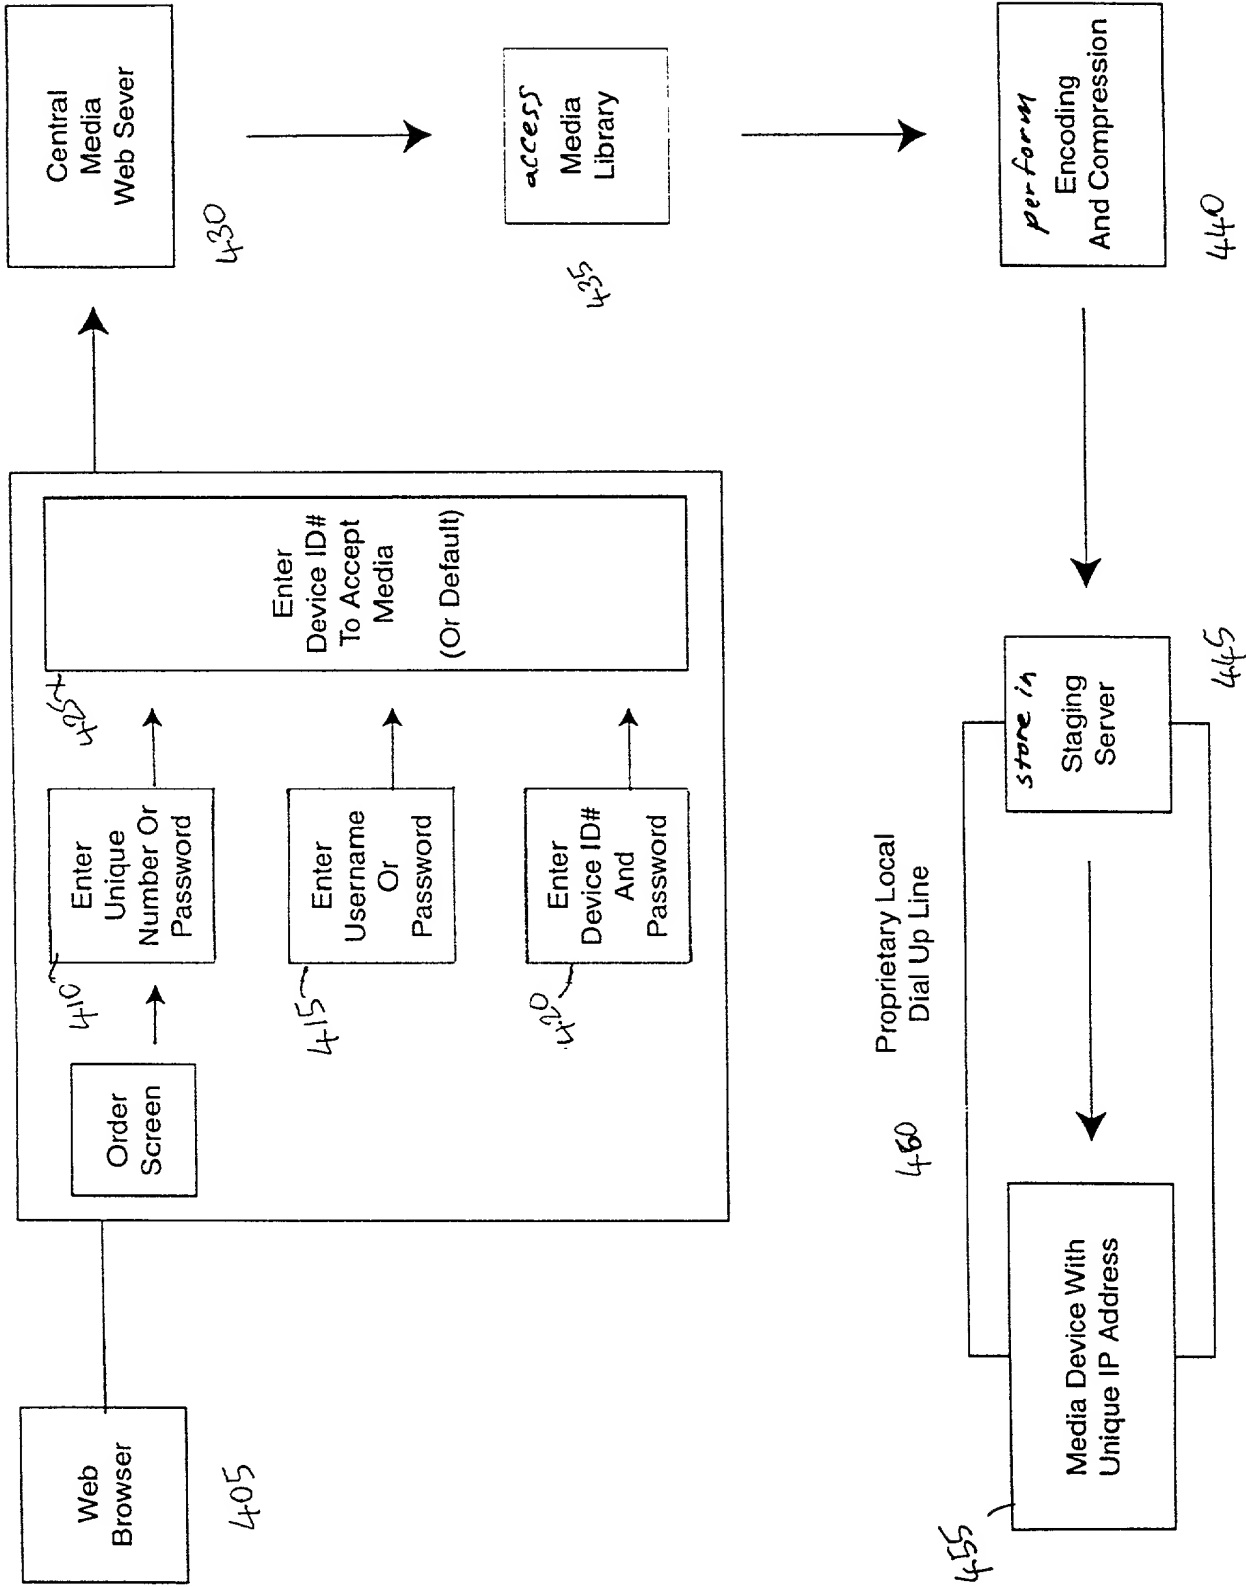 Web
Browser
405
Order
Screen
410
Enter
Unique
Number Or
Password
415
Enter
Username
Or
Password
420
Enter
Device ID#
And
Password
425
Enter
Device ID#
To Accept
Media
(Or Default)
Central
Media
Web Sever
430
access
Media
Library
435
perform
Encoding
And Compression
440
store in
Staging
Server
445
Proprietary Local
Dial Up Line
450
Media Device With
Unique IP Address
455